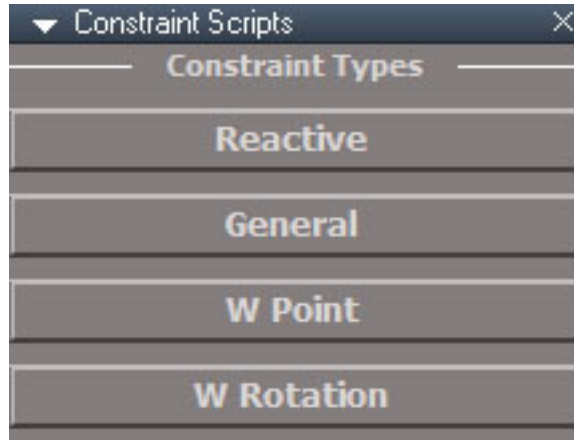 Constraint Scripts
Constraint Types
Reactive
General
W Point
W Rotation